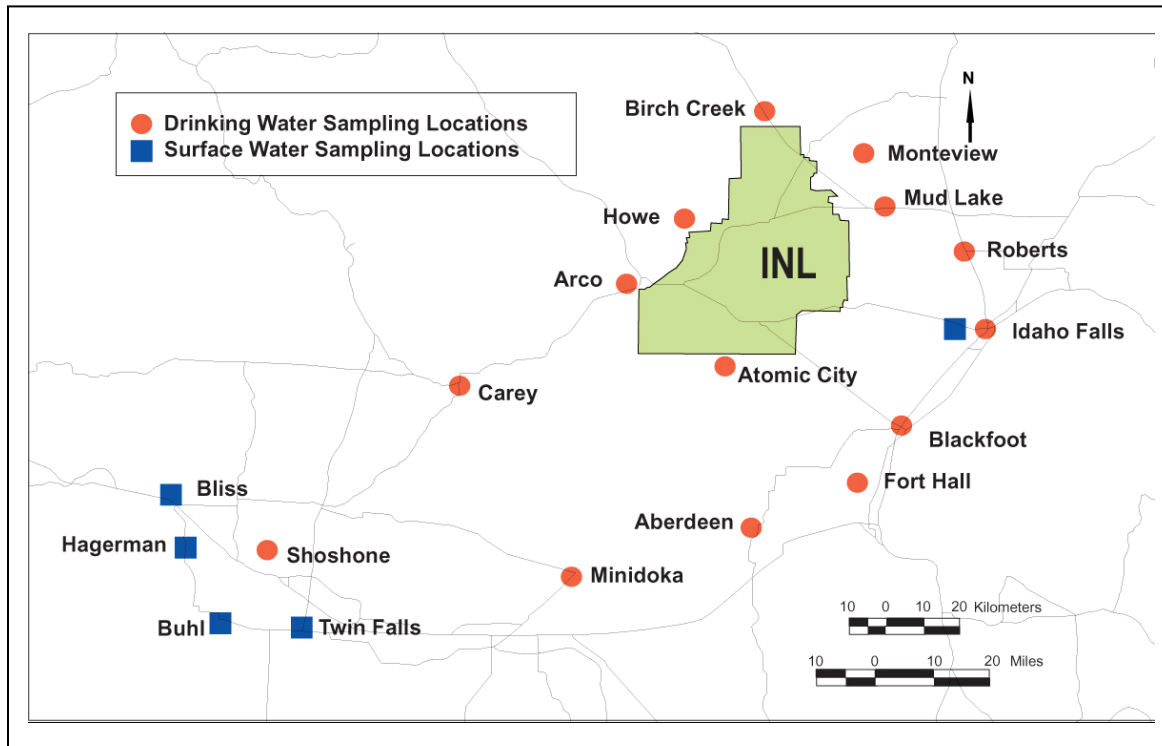 N
Birch Creek
Drinking Water Sampling Locations
Surface Water Sampling Locations
Monteview
Mud Lake
Howe
Roberts
INL
Arco
Idaho Falls
Atomic City
Carey
Blackfoot
Fort Hall
Bliss
Aberdeen
Hagerman
Shoshone
Minidoka
10 0 10 20 Kilometers
Buhl
Twin Falls
10 0 10 20 Miles